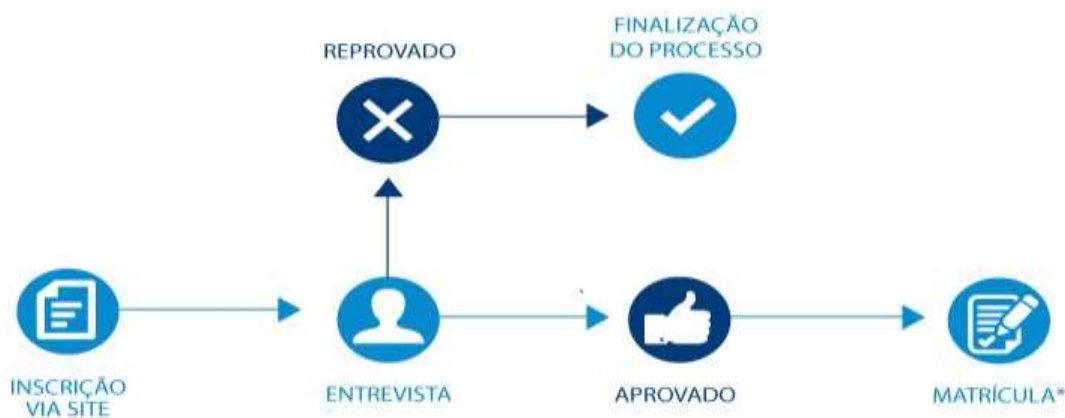 REPROVADO
FINALIZAÇÃO
DO PROCESSO
INSCRIÇÃO
VIA SITE
ENTREVISTA
APROVADO
MATRÍCULA*